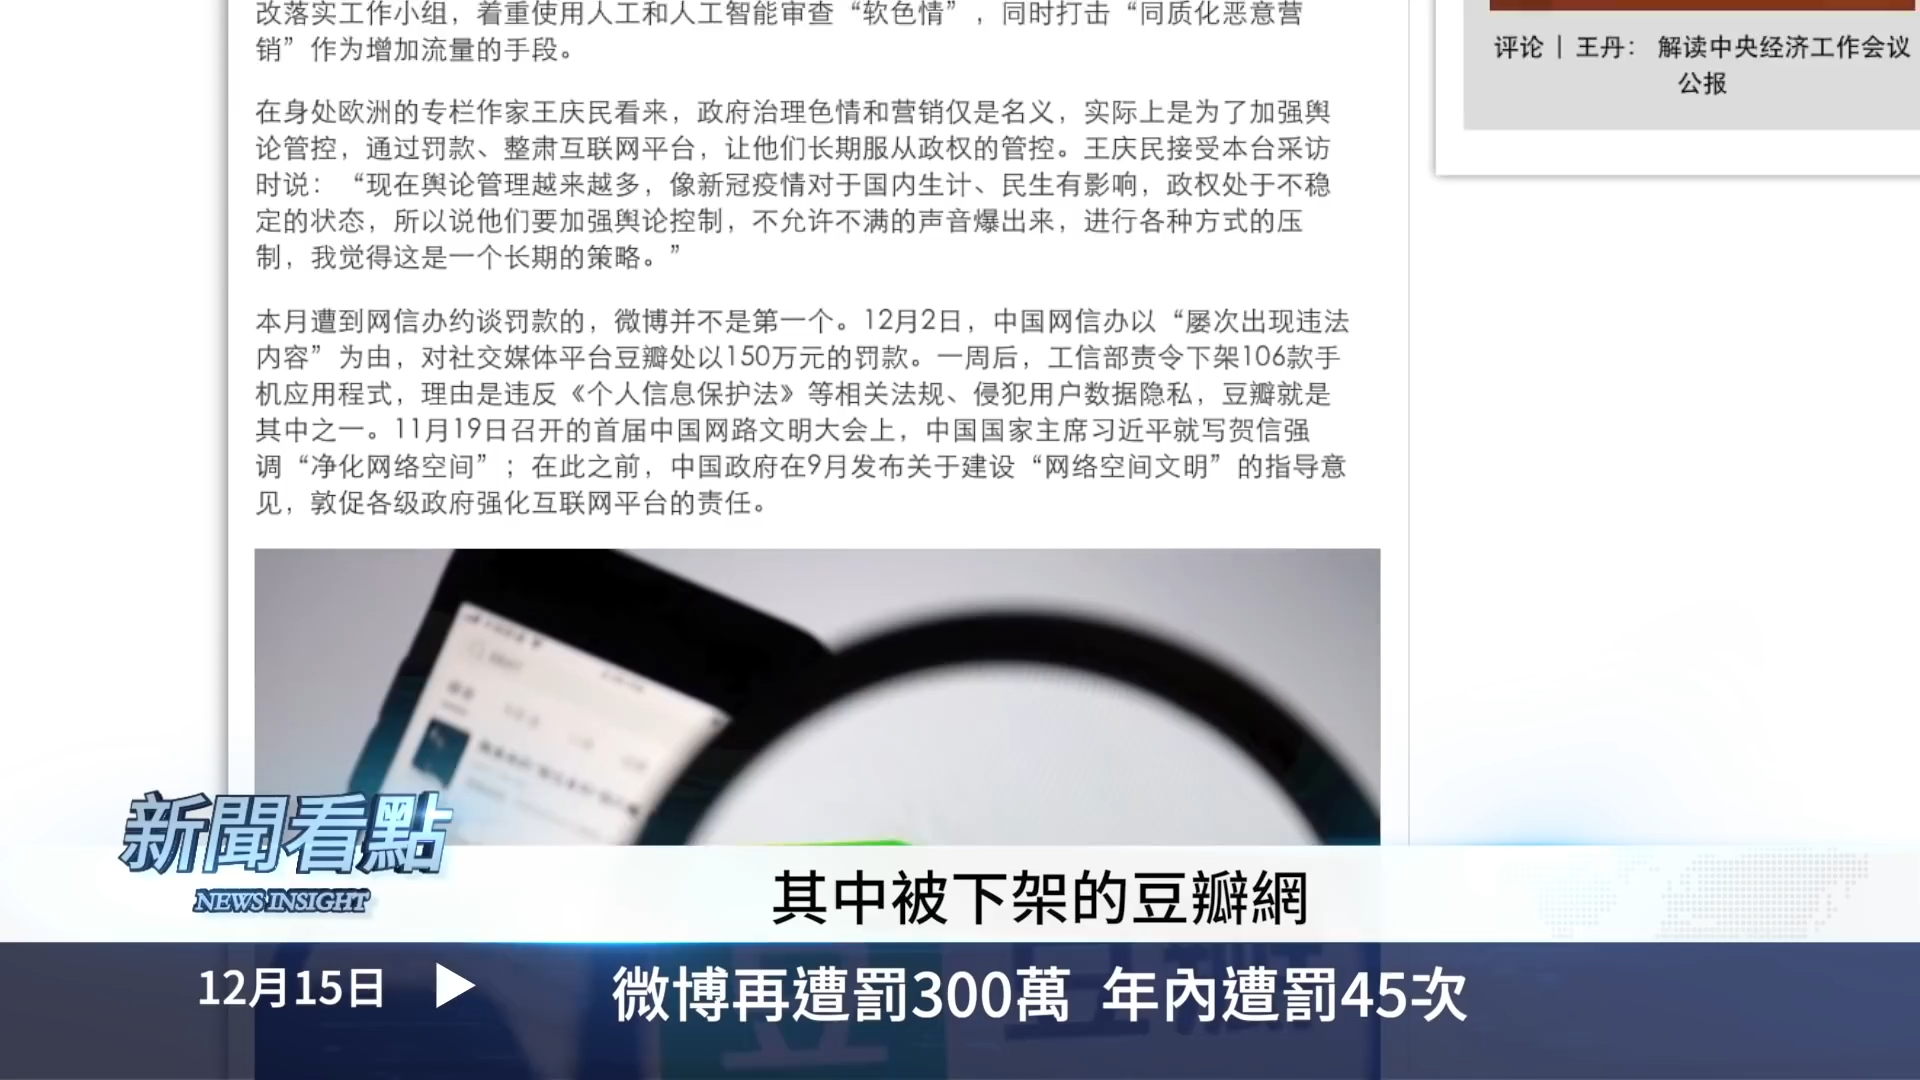 改落实工作小组，着重使用人工和人工智能审查“软色情”，同时打击“同质化恶意营
销”作为增加流量的手段。
在身处欧洲的专栏作家王庆民看来，政府治理色情和营销仅是名义，实际上是为了加强舆
论管控，通过罚款、整肃互联网平台，让他们长期服从政权的管控。王庆民接受本台采访
时说：“现在舆论管理越来越多，像新冠疫情对于国内生计、民生有影响，政权处于不稳
定的状态，所以说他们要加强舆论控制，不允许不满的声音爆出来，进行各种方式的压
制，我觉得这是一个长期的策略。”
本月遭到网信办约谈罚款的，微博并不是第一个。12月2日，中国网信办以“屡次出现违法
内容”为由，对社交媒体平台豆瓣处以150万元的罚款。一周后，工信部责令下架106款手
机应用程式，理由是违反《个人信息保护法》等相关法规、侵犯用户数据隐私，豆瓣就是
其中之一。11月19日召开的首届中国网路文明大会上，中国国家主席习近平就写贺信强
调“净化网络空间”；在此之前，中国政府在9月发布关于建设“网络空间文明”的指导意
见，敦促各级政府强化互联网平台的责任。
评论｜王丹： 解读中央经济工作会议
公报
新聞看點
NEWS INSIGHT
其中被下架的豆瓣網
12月15日
微博再遭罰300萬 年內遭罰45次